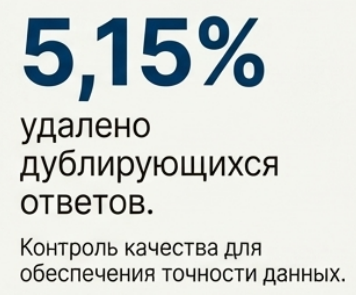 5,15%
удалено
дублирующихся
ответов.
Контроль качества для
обеспечения точности данных.